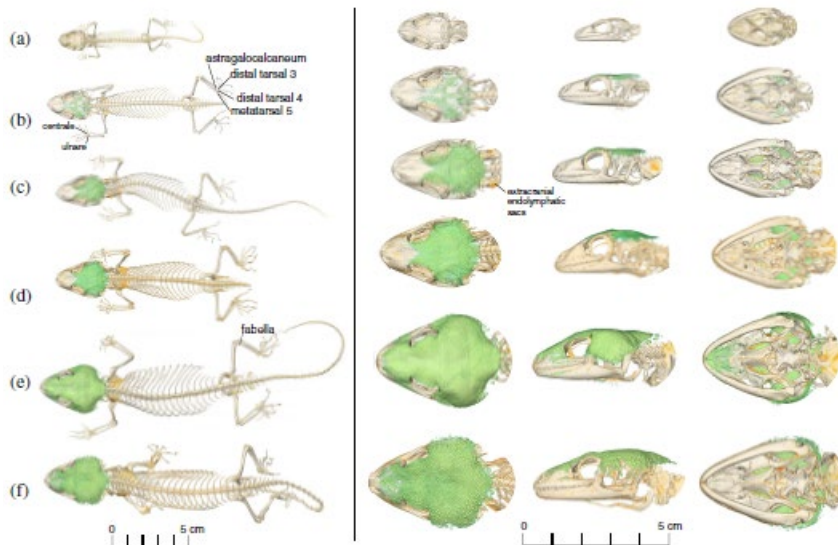 (a)
astragalocalcaneum
distal tarsal 3
distal tarsal 4
metatarsal 5
(b)
centrale
ulnare
(c)
(d)
fabella
(e)
(f)
0 5 cm
extracranial
endolymphatic
sacs
0 5 cm